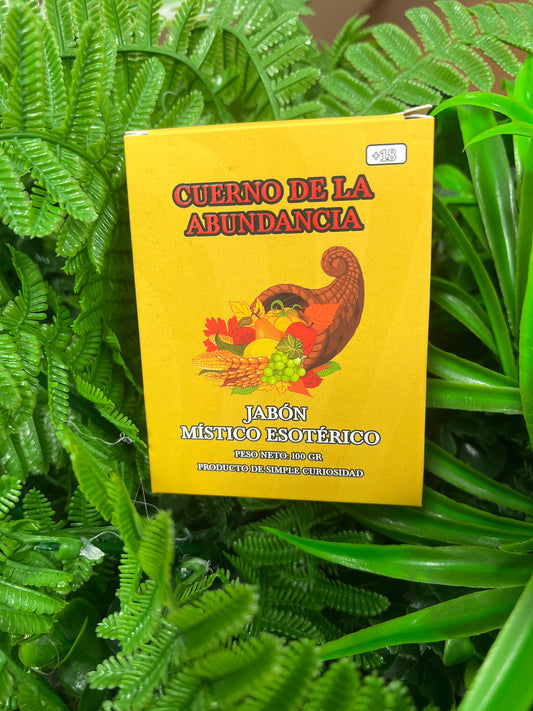 +18
CUERNO DE LA
ABUNDANCIA
JABÓN
MÍSTICO ESOTÉRICO
PESO NETO: 100 GR
PRODUCTO DE SIMPLE CURIOSIDAD